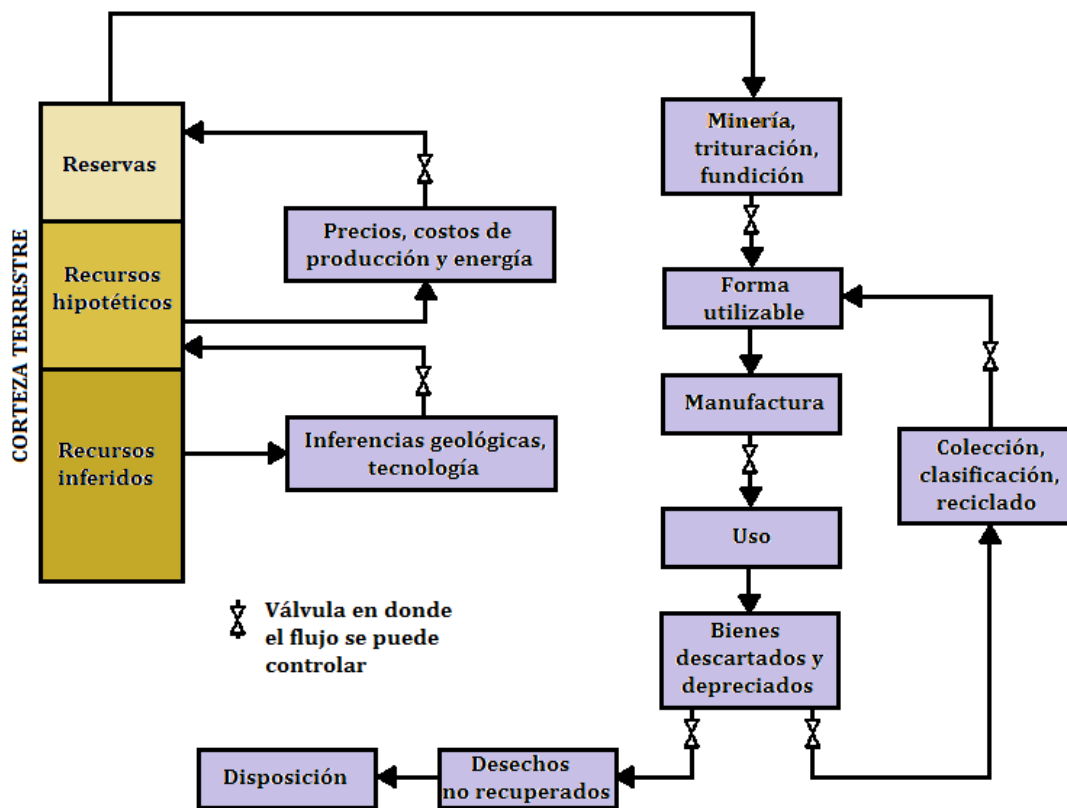 CORTEZA TERRESTRE
Reservas
Recursos
hipotéticos
Recursos
inferidos
Precios, costos de
producción y energía
Inferencias geológicas,
tecnología
Válvula en donde
el flujo se puede
controlar
Minería,
trituración,
fundición
Forma
utilizable
Manufactura
Uso
Bienes
descartados y
depreciados
Colección,
clasificación,
reciclado
Desechos
no recuperados
Disposición